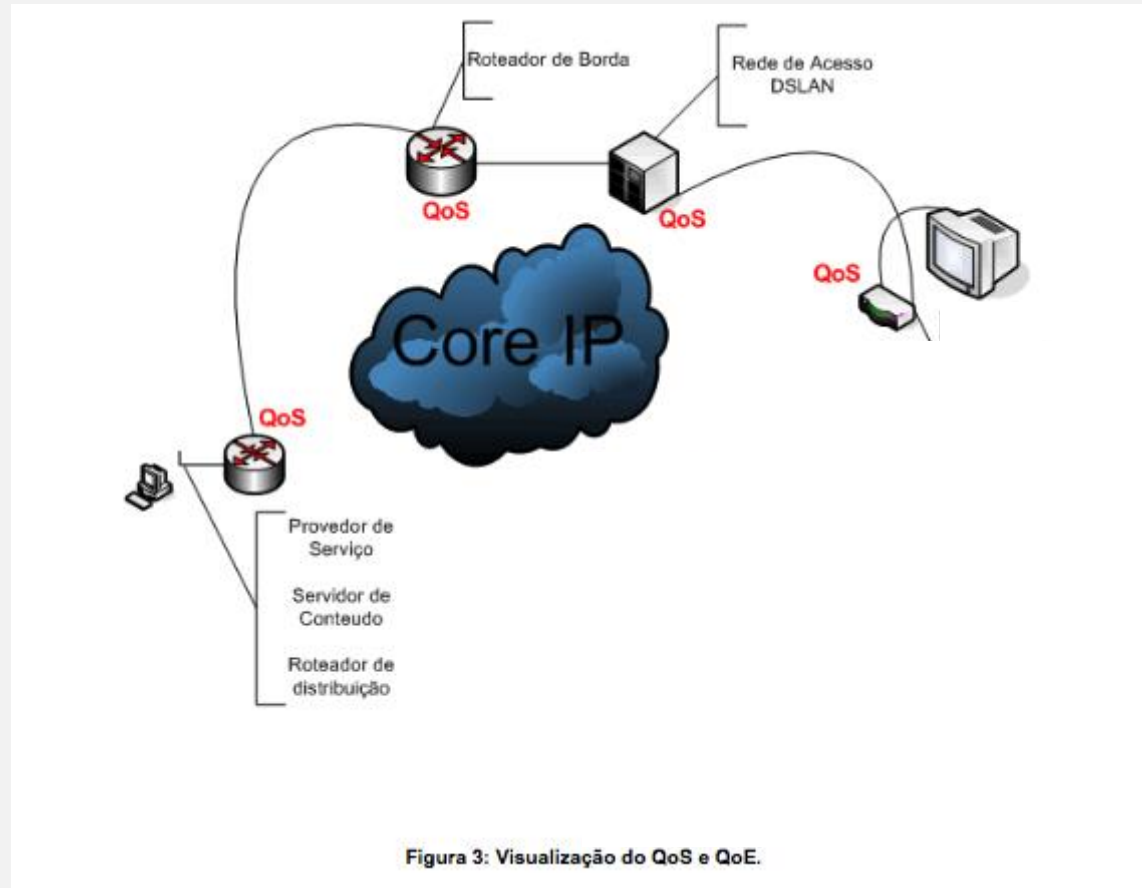 Roteador de Borda
Rede de Acesso
DSLAN
QoS
QoS
QoS
Core IP
QoS
Provedor de
Serviço
Servidor de
Conteudo
Roteador de
distribuição
Figura 3: Visualização do QoS e QoE.